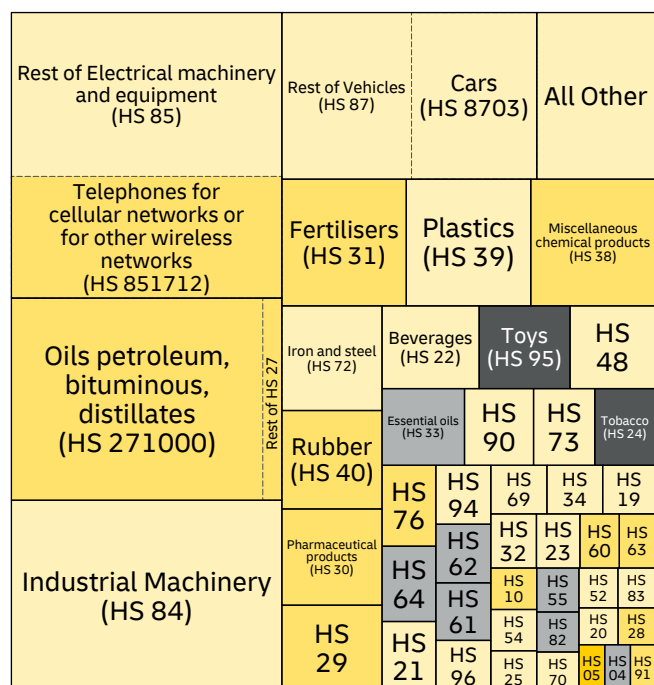 Rest of Electrical machinery
and equipment
(HS 85)
Rest of Vehicles
(HS 87)
Cars
(HS 8703)
All Other
Telephones for
cellular networks or
for other wireless
networks
(HS 851712)
Fertilisers
(HS 31)
Plastics
(HS 39)
Miscellaneous
chemical products
(HS 38)
Oils petroleum,
bituminous,
distillates
(HS 271000)
Rest of HS 27
Iron and steel
(HS 72)
Beverages
(HS 22)
Toys
(HS 95)
HS
48
Essential oils
(HS 33)
HS
90
HS
73
Tobacco
(HS 24)
Rubber
(HS 40)
HS
76
HS
94
HS
69
HS
34
HS
19
Industrial Machinery
(HS 84)
Pharmaceutical
products
(HS 30)
HS
62
HS
32
HS
23
HS
60
HS
63
HS
64
HS
61
HS
10
HS
55
HS
52
HS
83
HS
29
HS
21
HS
96
HS
54
HS
82
HS
20
HS
28
HS
25
HS
70
HS
05
HS
04
HS
91